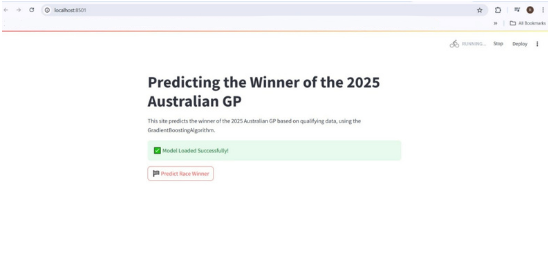 localhost:8501
All Bookmarks
RUNNING... Stop Deploy
Predicting the Winner of the 2025
Australian GP
This site predicts the winner of the 2025 Australian GP based on qualifying data, using the
GradientBoostingAlgorithm.
Model Loaded Successfully!
Predict Race Winner